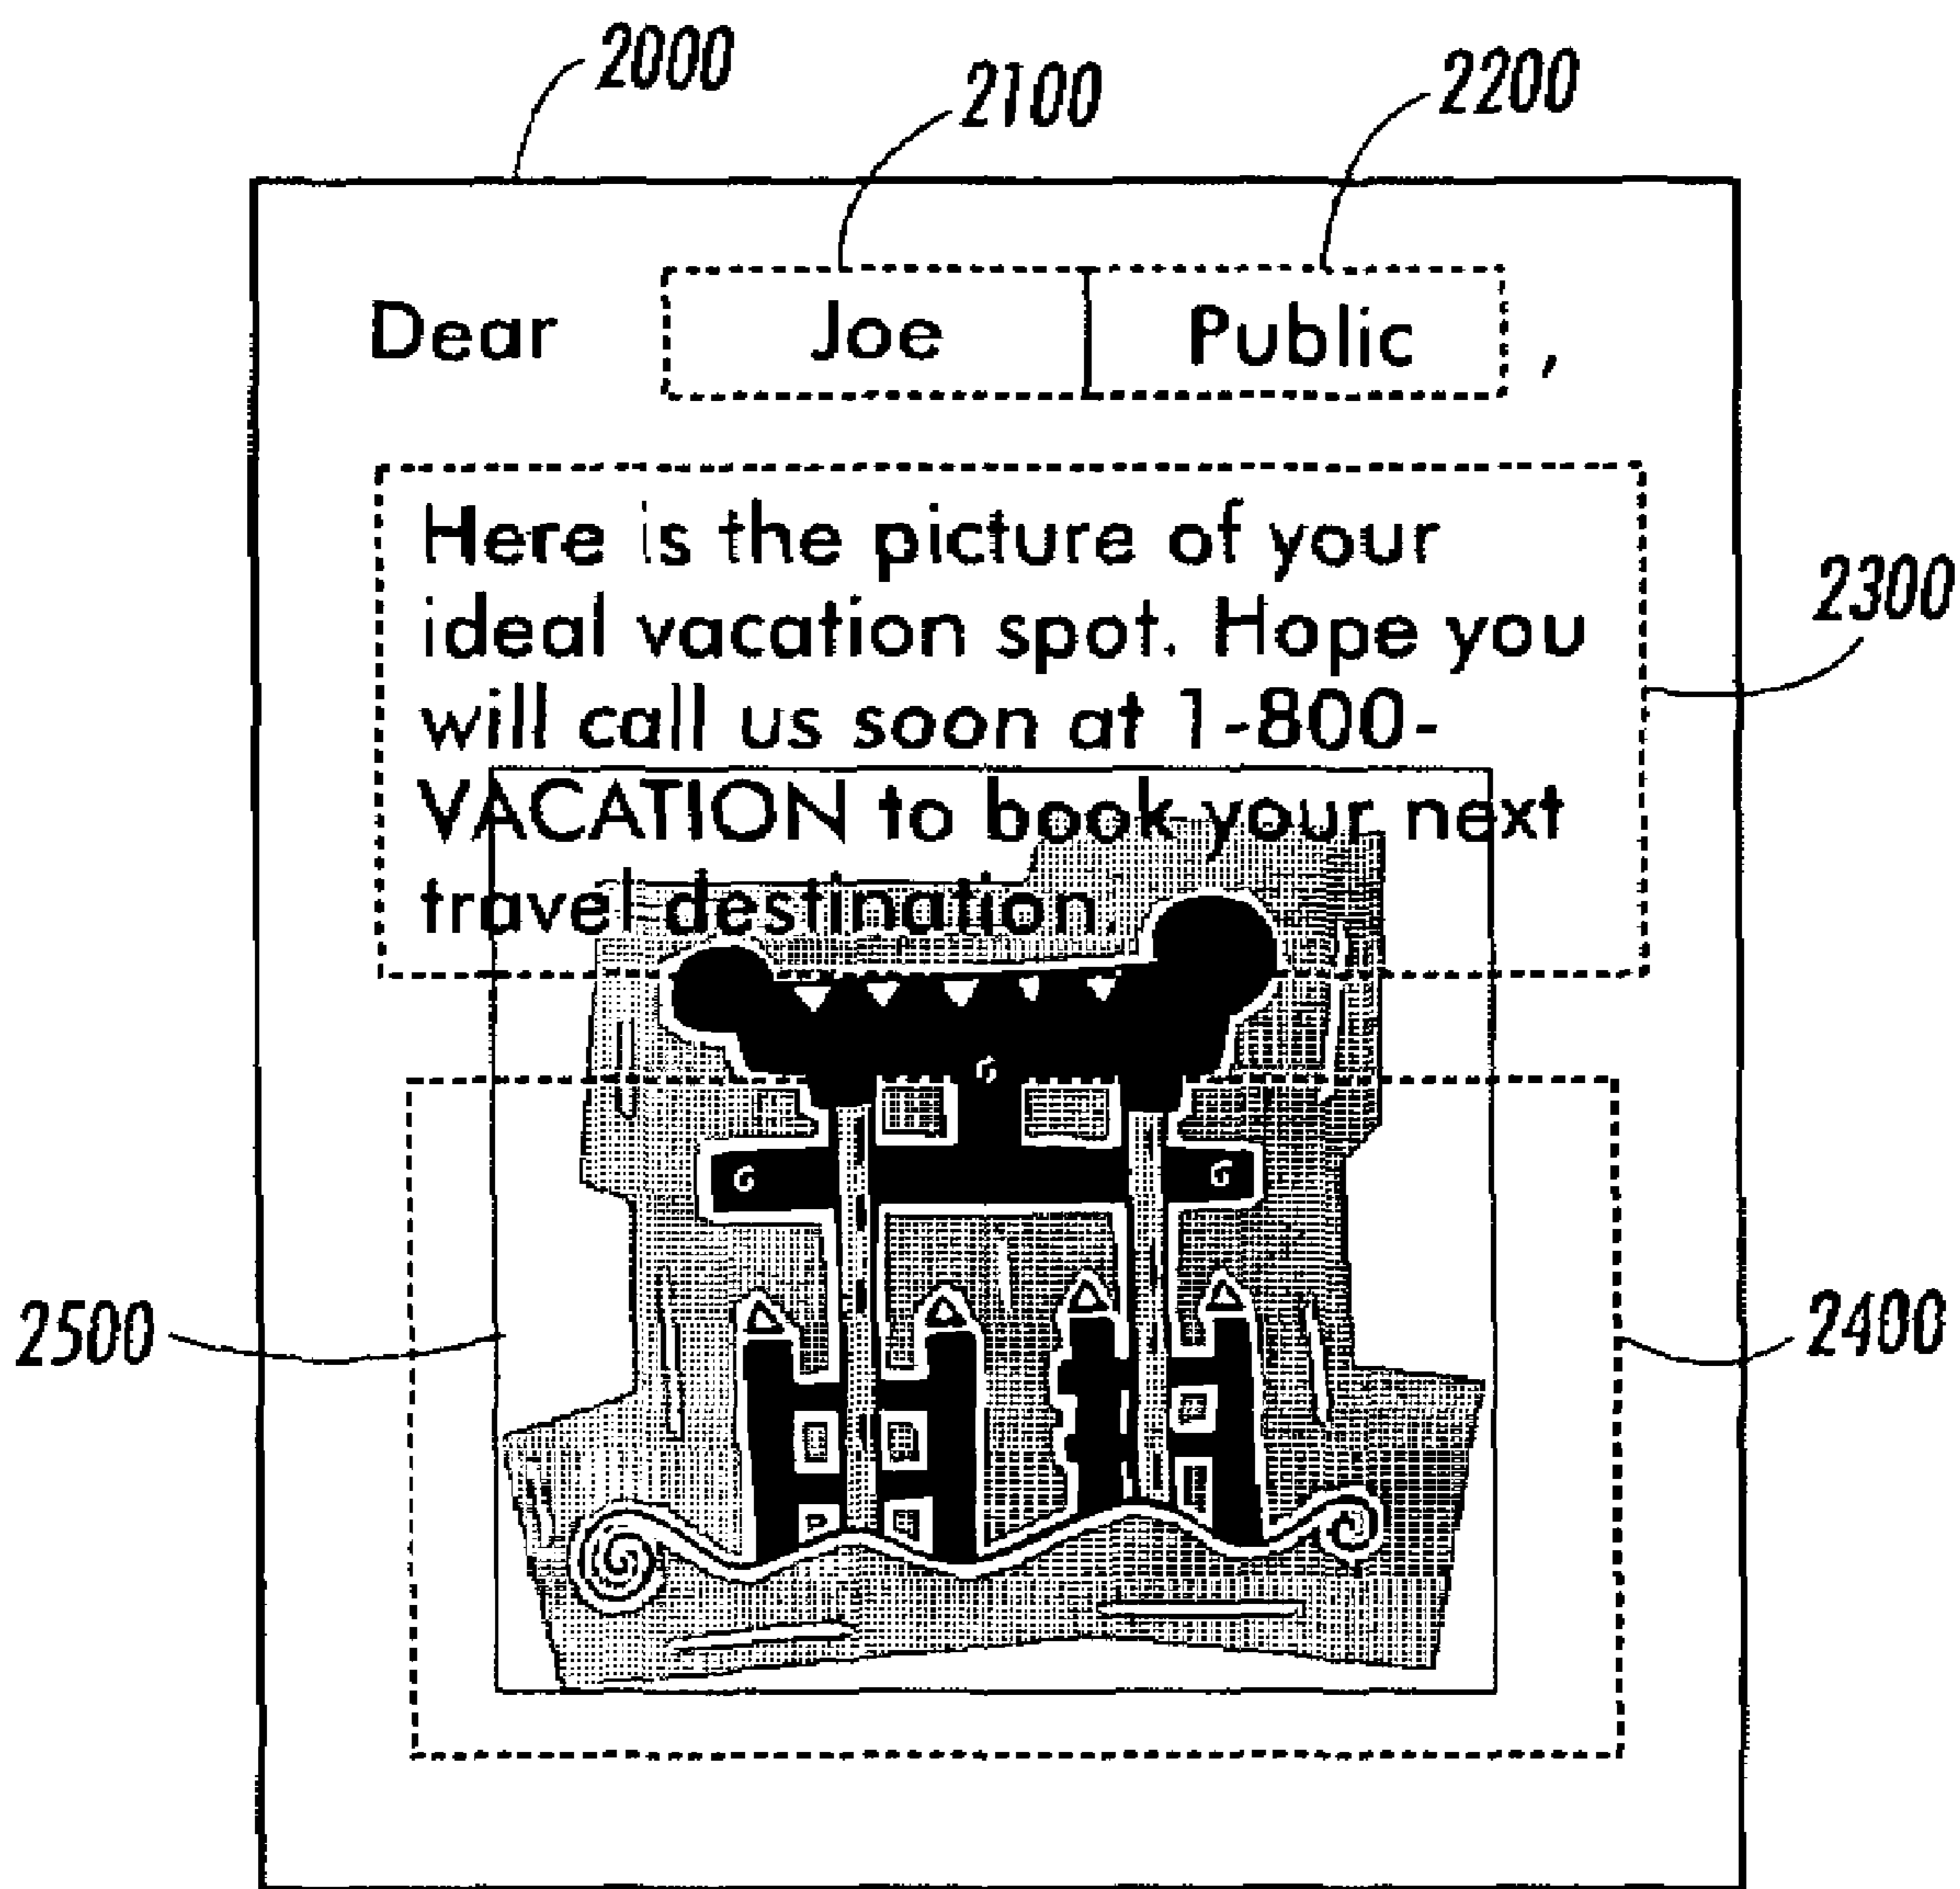 2000
2100
2200
Dear Joe Public ,
Here is the picture of your
ideal vacation spot. Hope you
2300
will call us soon at 1-800-
VACATION to book your next
travel destination.
2500
2400